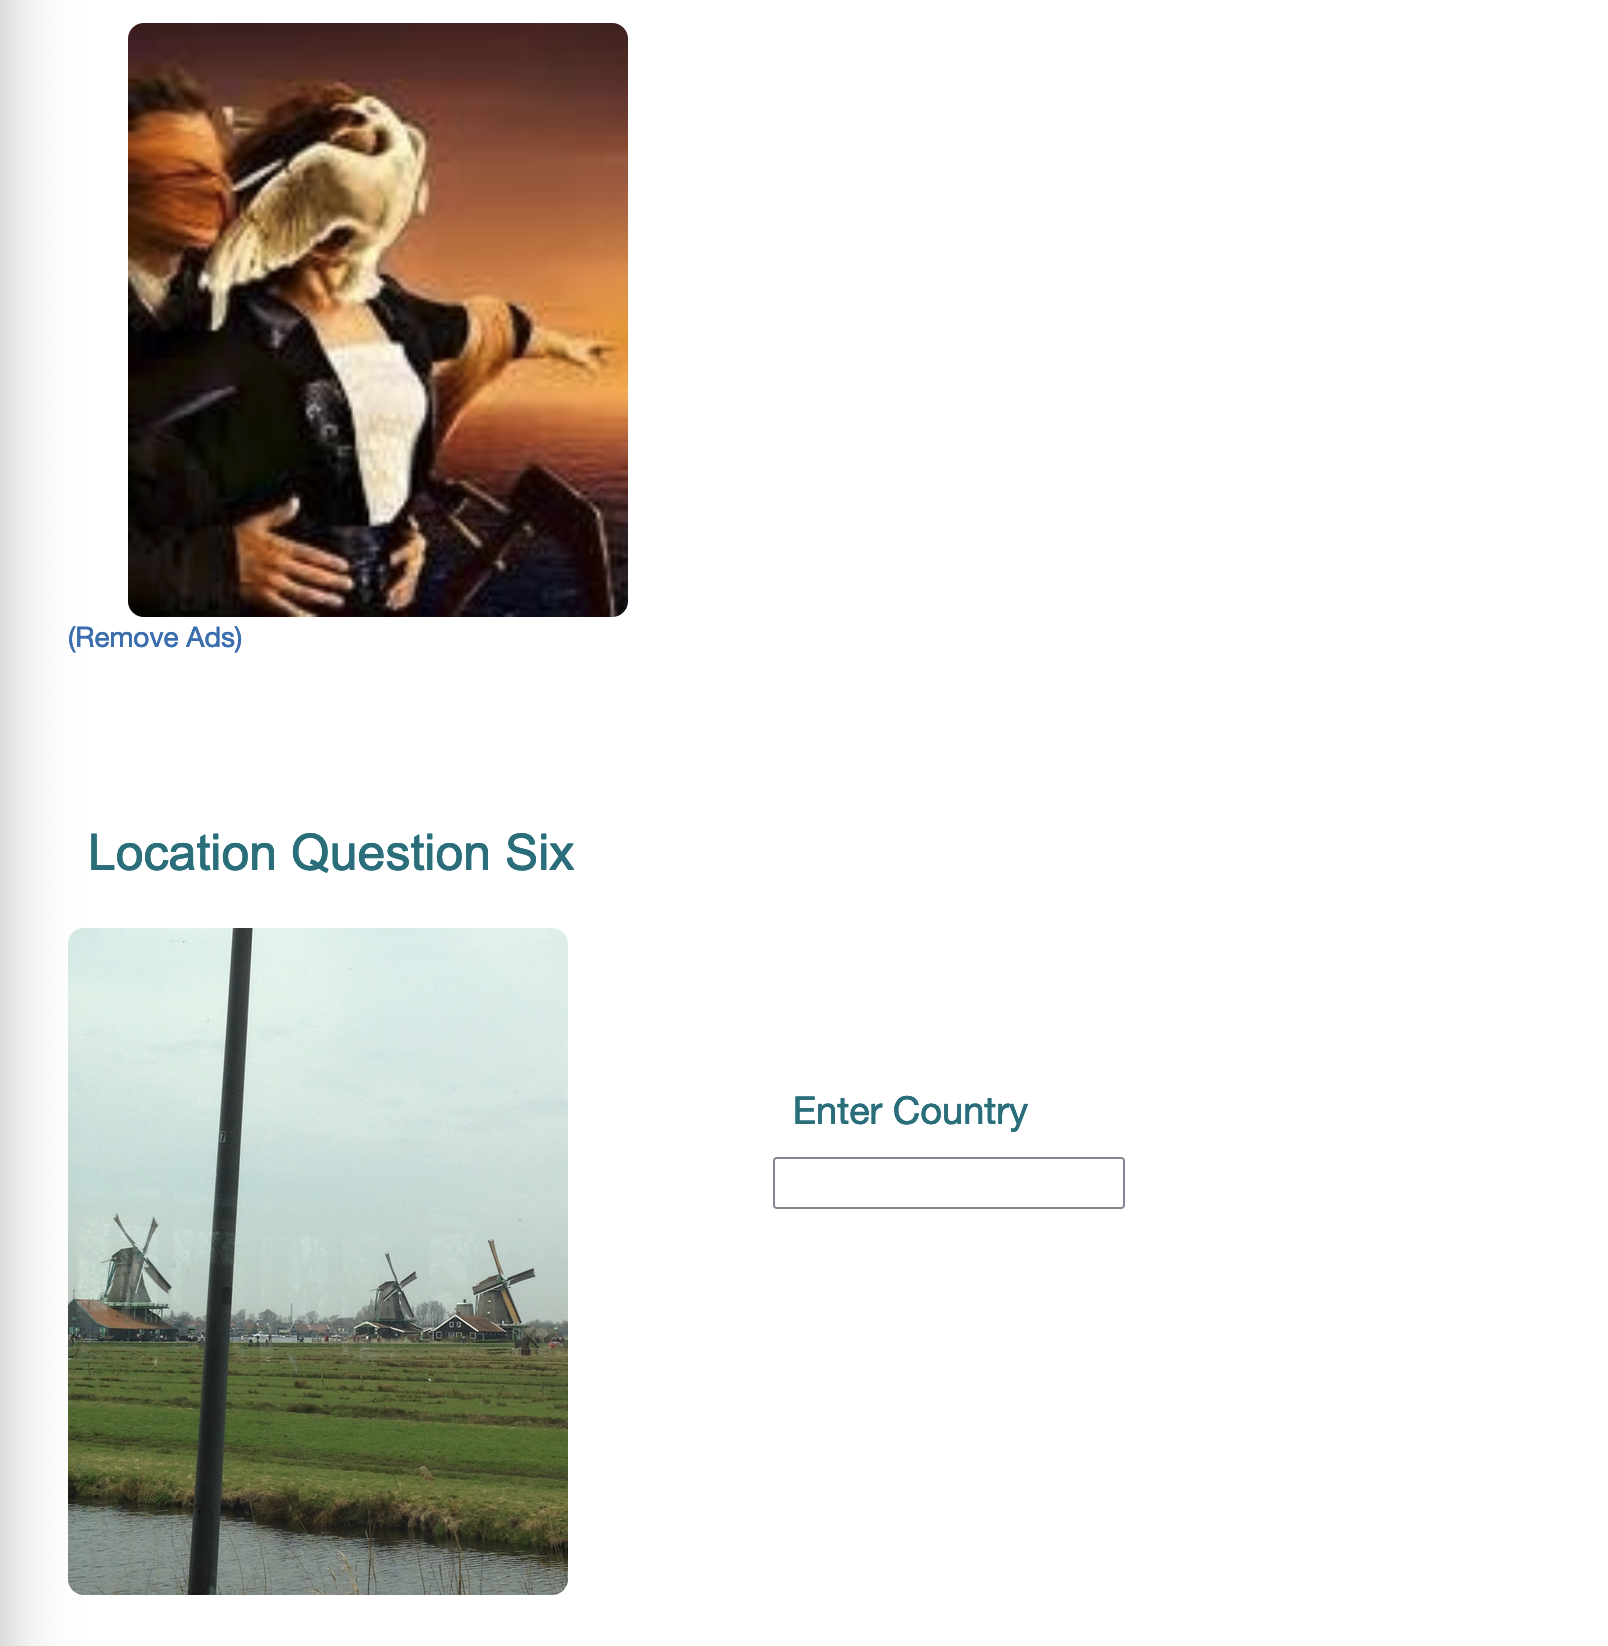 (Remove Ads)
Location Question Six
Enter Country